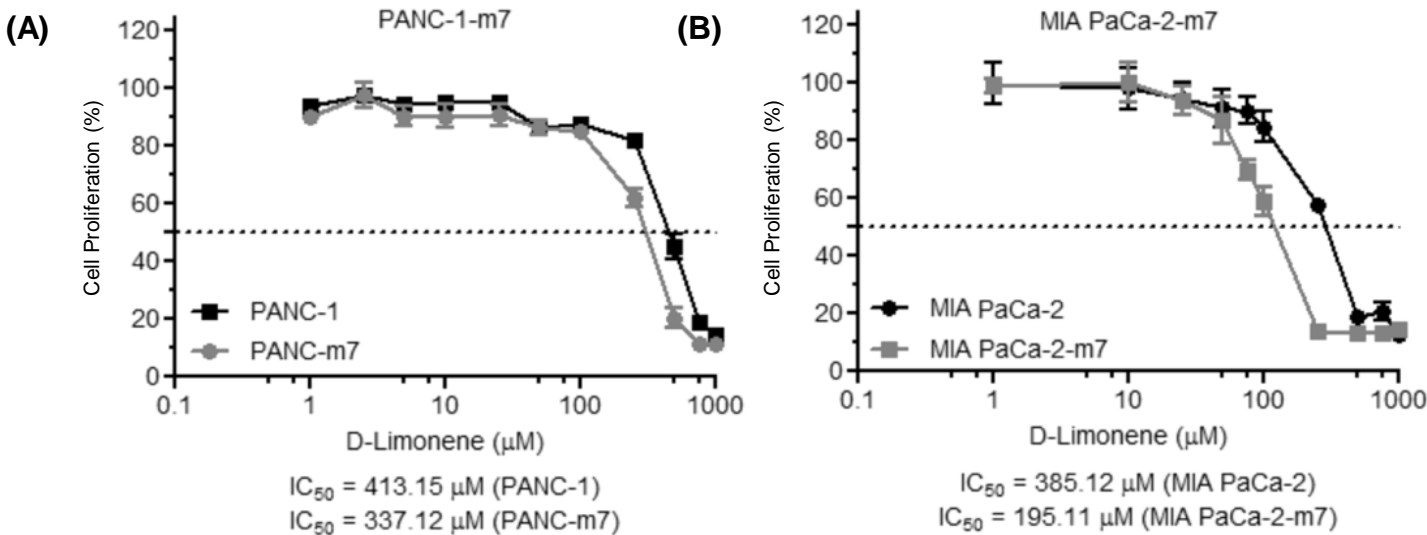 (A)
PANC-1-m7
Cell Proliferation (%)
120
100
80
60
40
20
0
PANC-1
PANC-m7
0.1 1 10 100 1000
D-Limonene (μM)
IC50 = 413.15 μM (PANC-1)
IC50 = 337.12 μM (PANC-m7)
(B)
MIA PaCa-2-m7
Cell Proliferation (%)
120
100
80
60
40
20
0
MIA PaCa-2
MIA PaCa-2-m7
0.1 1 10 100 1000
D-Limonene (μM)
IC50 = 385.12 μM (MIA PaCa-2)
IC50 = 195.11 μM (MIA PaCa-2-m7)